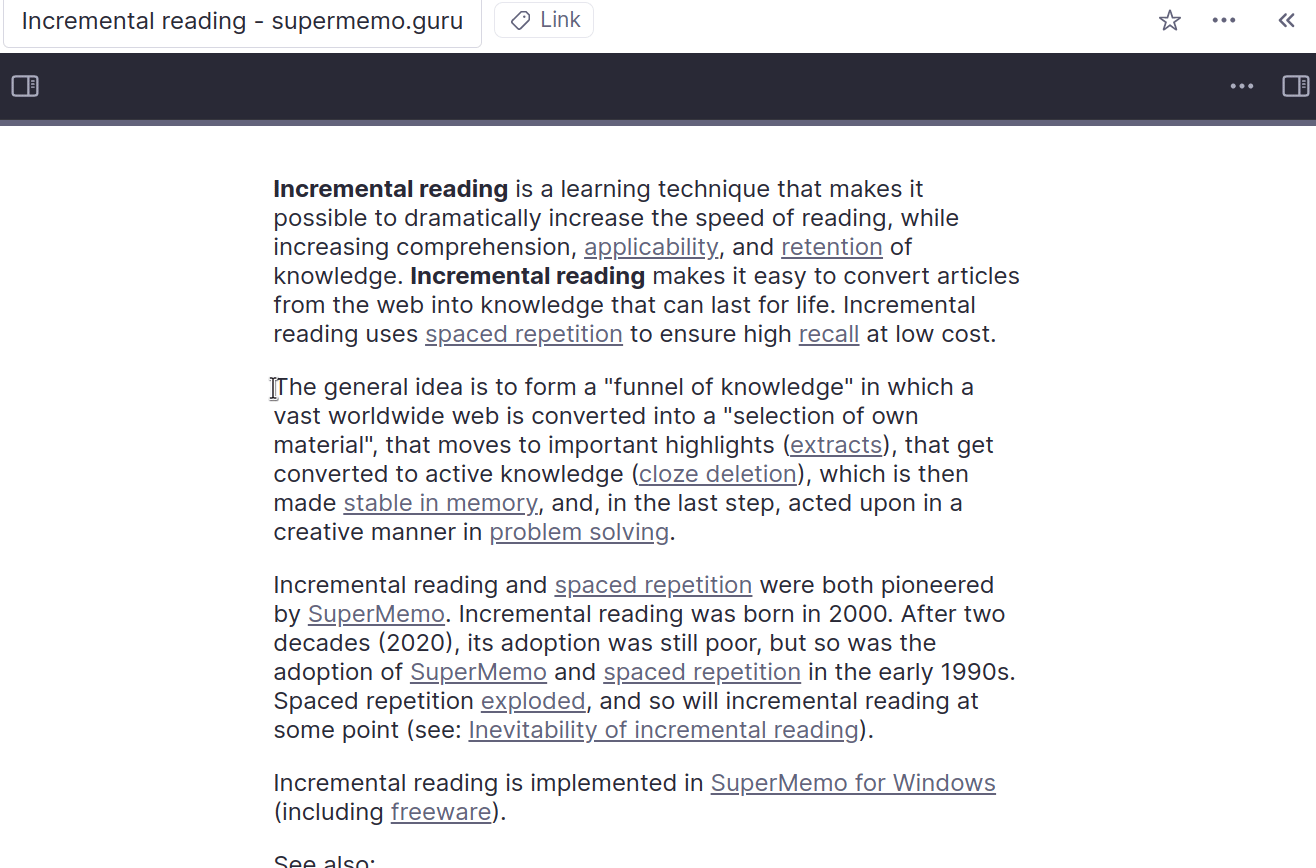 Incremental reading - supermemo.guru
Link
Incremental reading is a learning technique that makes it
possible to dramatically increase the speed of reading, while
increasing comprehension, applicability, and retention of
knowledge. Incremental reading makes it easy to convert articles
from the web into knowledge that can last for life. Incremental
reading uses spaced repetition to ensure high recall at low cost.
The general idea is to form a "funnel of knowledge" in which a
vast worldwide web is converted into a "selection of own
material", that moves to important highlights (extracts), that get
converted to active knowledge (cloze deletion), which is then
made stable in memory, and, in the last step, acted upon in a
creative manner in problem solving.
Incremental reading and spaced repetition were both pioneered
by SuperMemo. Incremental reading was born in 2000. After two
decades (2020), its adoption was still poor, but so was the
adoption of SuperMemo and spaced repetition in the early 1990s.
Spaced repetition exploded, and so will incremental reading at
some point (see: Inevitability of incremental reading).
Incremental reading is implemented in SuperMemo for Windows
(including freeware).
See also: